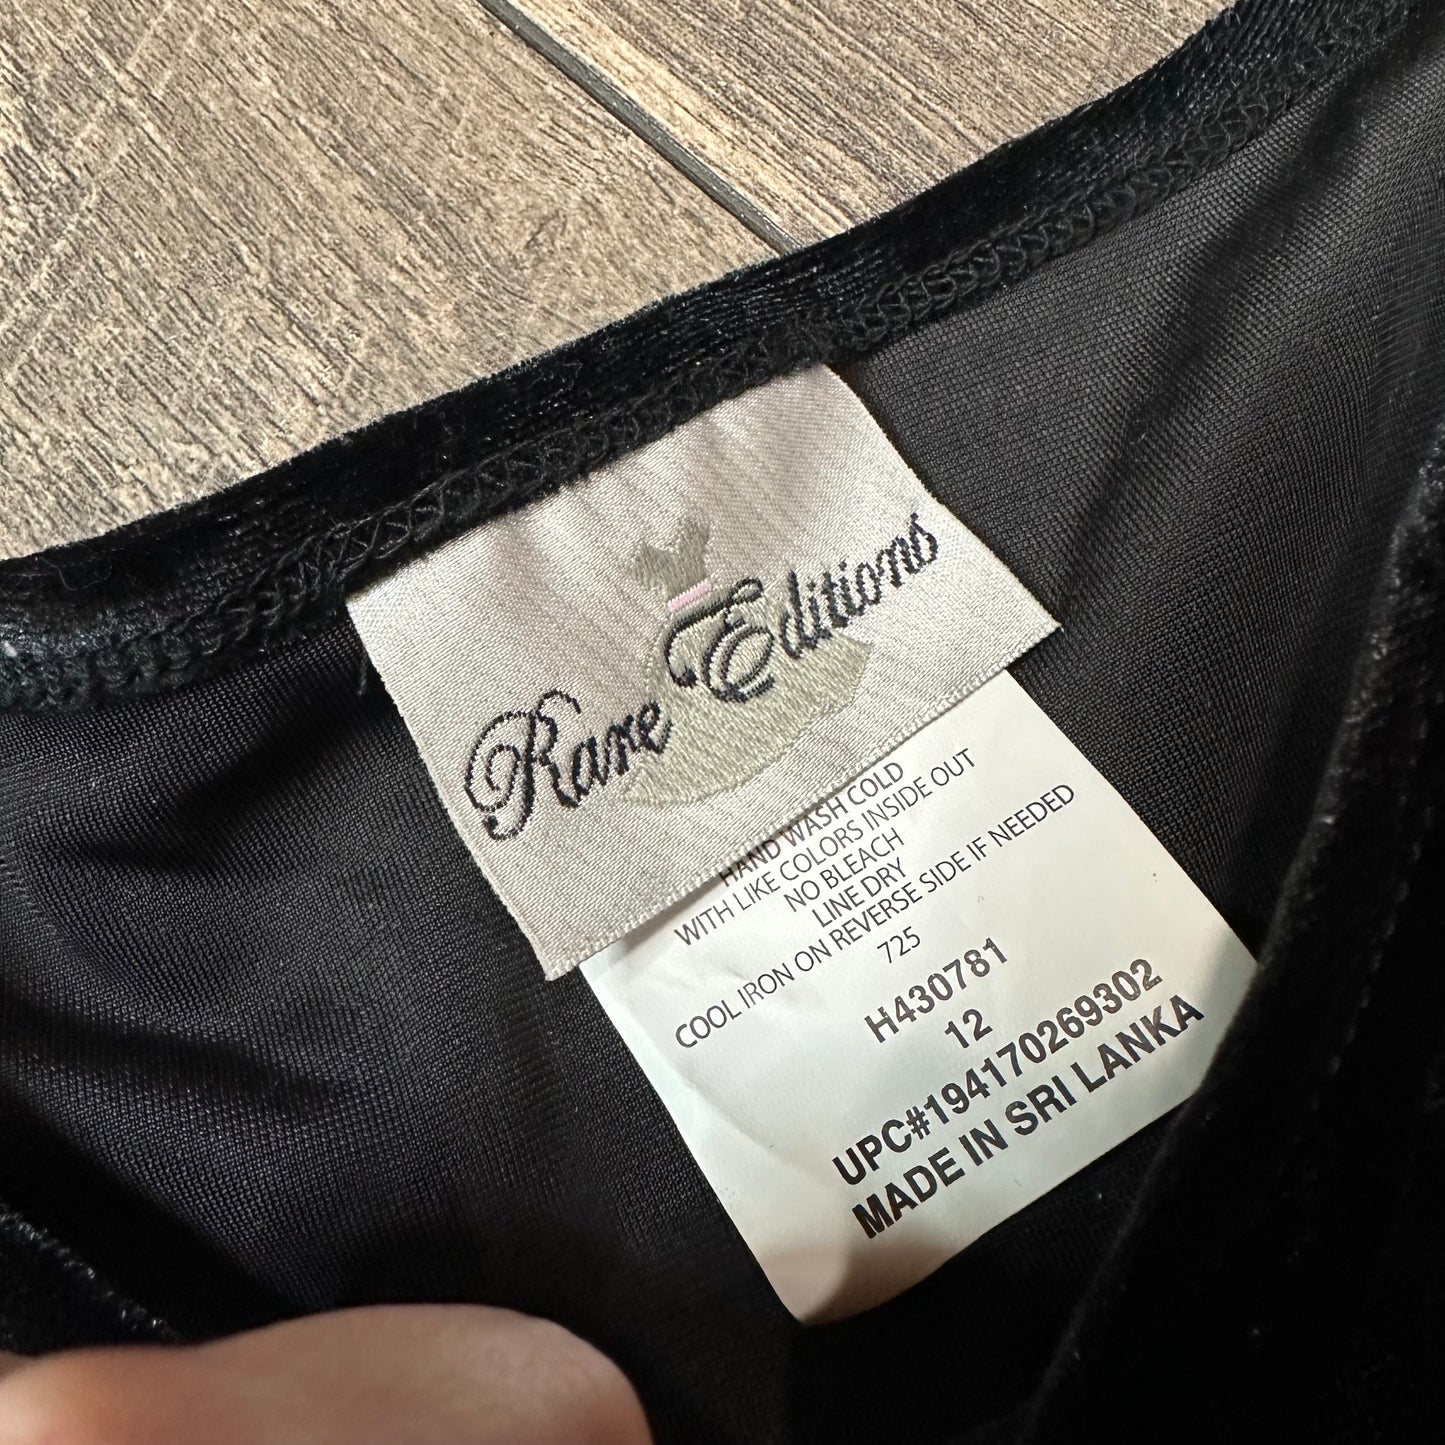 Rare Editions
HAND WASH COLD
WITH LIKE COLORS INSIDE OUT
NO BLEACH
LINE DRY
COOL IRON ON REVERSE SIDE IF NEEDED
725
H430781
12
UPC#194170269302
MADE IN SRI LANKA